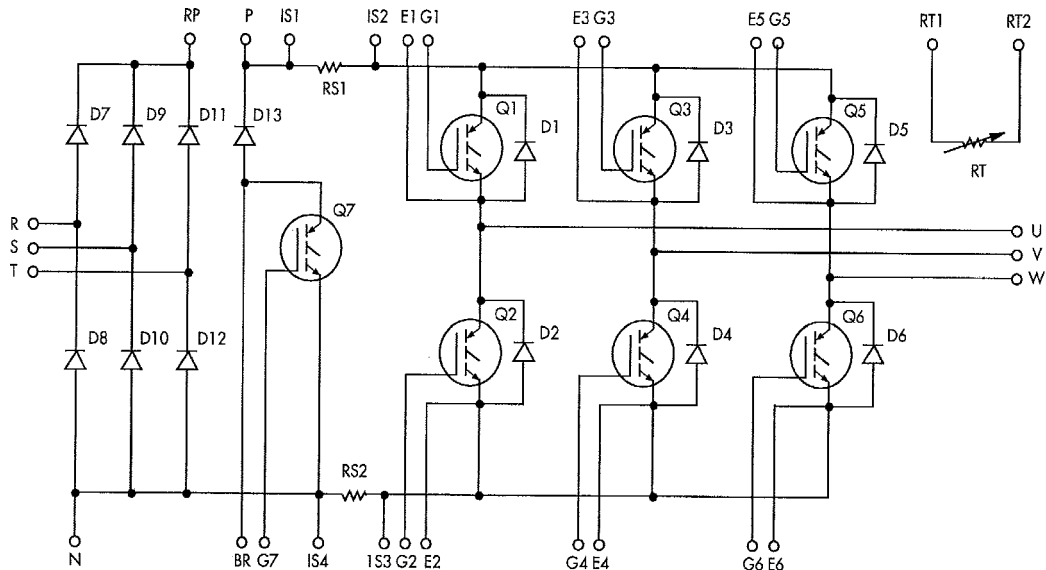 RP P IS1 IS2 E1 G1 E3 G3 E5 G5 RT1 RT2
RS1
D7 D9 D11 D13 Q1 D1 Q3 D3 Q5 D5
RT
Q7
R
S
T
U
V
W
D8 D10 D12 Q2 D2 Q4 D4 Q6 D6
RS2
N BR G7 IS4 1S3 G2 E2 G4 E4 G6 E6